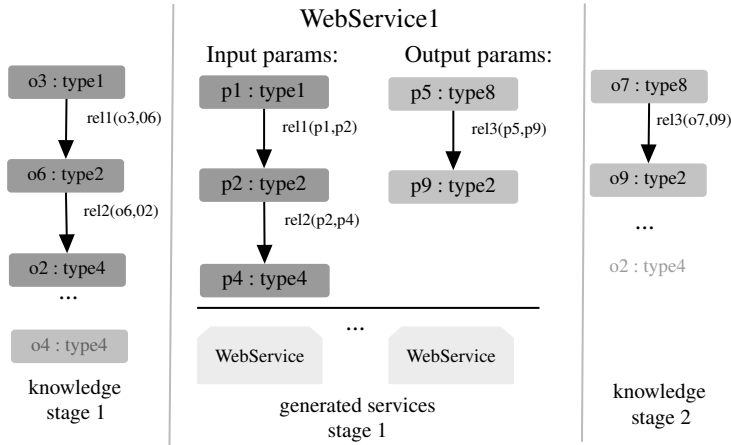 WebService1
o3 : type1
rel1(o3,06)
o6 : type2
rel2(o6,02)
o2 : type4
...
o4 : type4
knowledge
stage 1
Input params:
p1 : type1
rel1(p1,p2)
p2 : type2
rel2(p2,p4)
p4 : type4
Output params:
p5 : type8
rel3(p5,p9)
p9 : type2
...
WebService
WebService
generated services
stage 1
o7 : type8
rel3(o7,09)
o9 : type2
...
o2 : type4
knowledge
stage 2